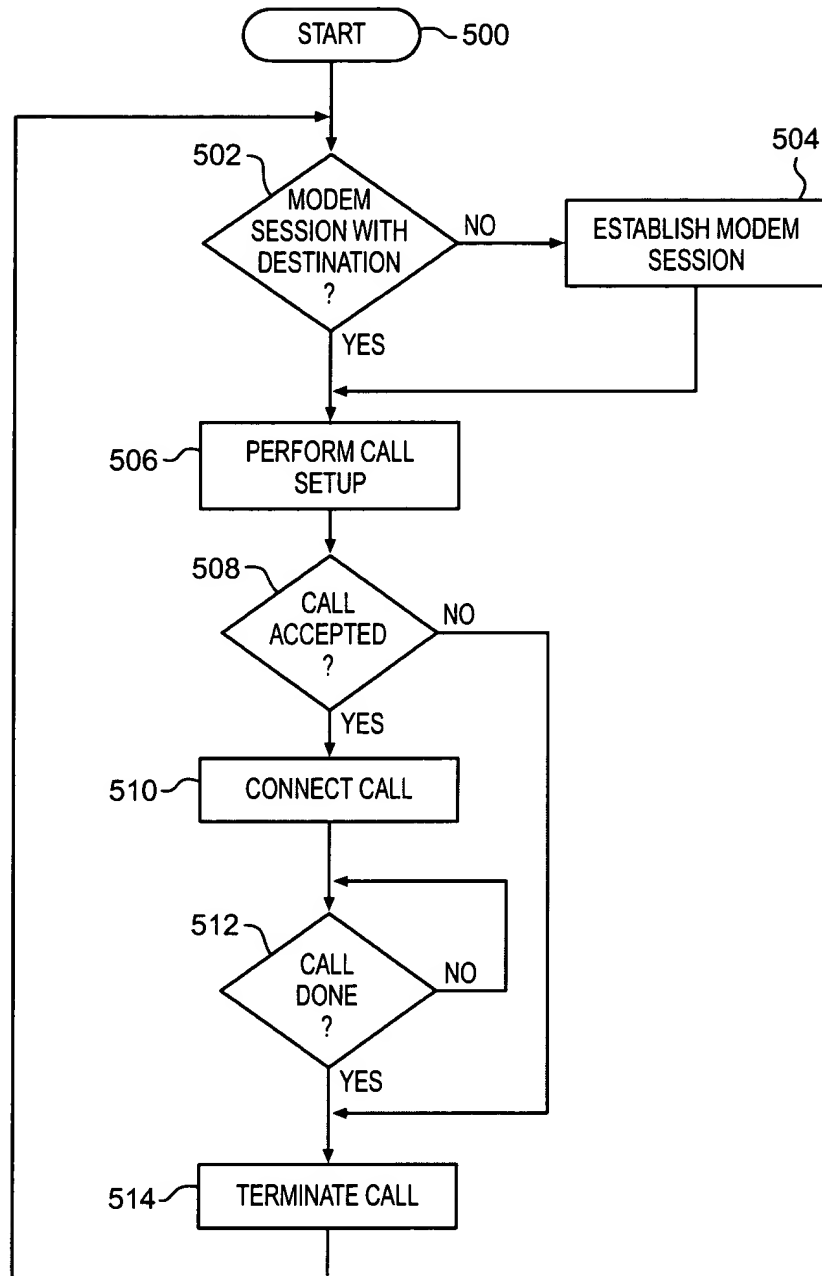 START
500
502
MODEM
SESSION WITH
DESTINATION
?
NO
504
ESTABLISH MODEM
SESSION
YES
506
PERFORM CALL
SETUP
508
CALL
ACCEPTED
?
NO
YES
510
CONNECT CALL
512
CALL
DONE
?
NO
YES
514
TERMINATE CALL